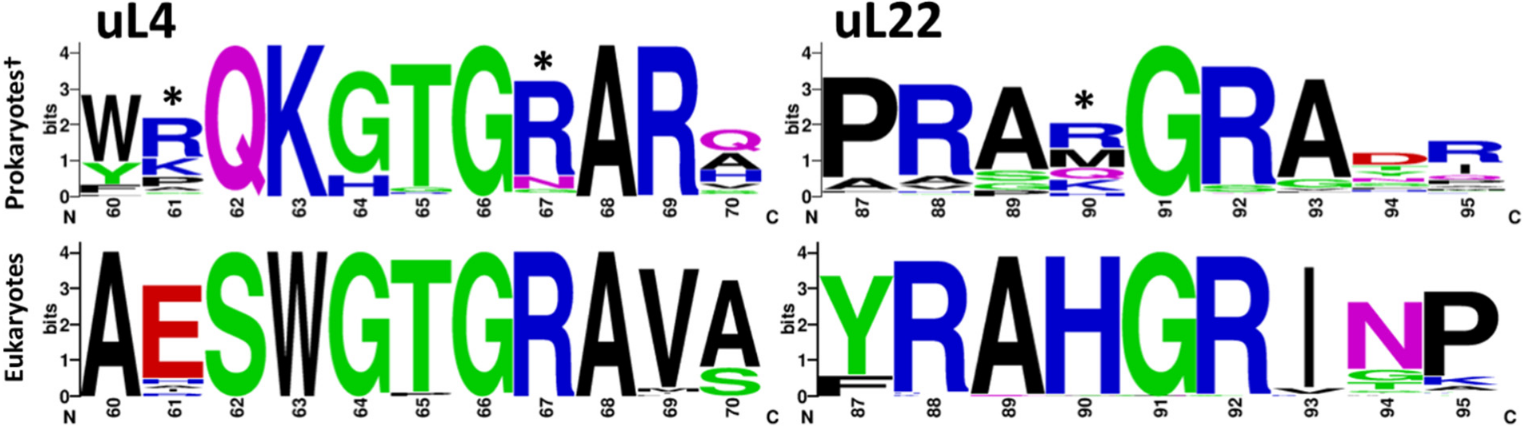 uL4 uL22
Prokaryotes†
bits
4
3
2
1
0
* *
W R Q K G T G R A R Q
Y K H N A
N 60 61 62 63 64 65 66 67 68 69 70 C
bits
4
3
2
1
0
*
P R A R G R A D R
A A S M G
G Q
K
N 87 88 89 90 91 92 93 94 95 C
Eukaryotes
bits
4
3
2
1
0
A E S W G T G R A V A
S
N 60 61 62 63 64 65 66 67 68 69 70 C
bits
4
3
2
1
0
Y R A H G R I N P
F V G K
T A
N 87 88 89 90 91 92 93 94 95 C